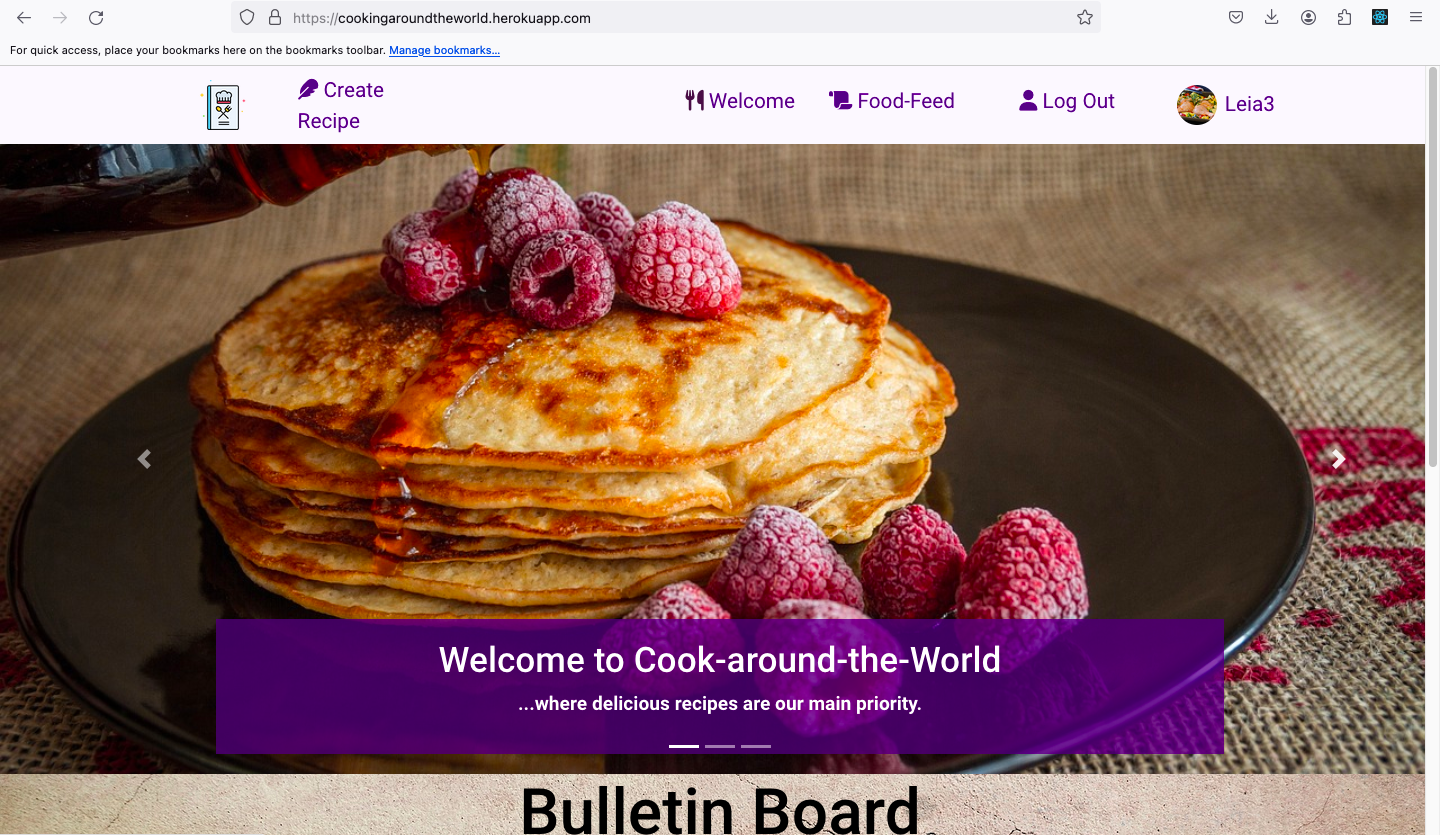 https://cookingaroundtheworld.herokuapp.com
For quick access, place your bookmarks here on the bookmarks toolbar. Manage bookmarks...
Create
Recipe
Welcome
Food-Feed
Log Out
Leia3
Welcome to Cook-around-the-World
...where delicious recipes are our main priority.
Bulletin Board